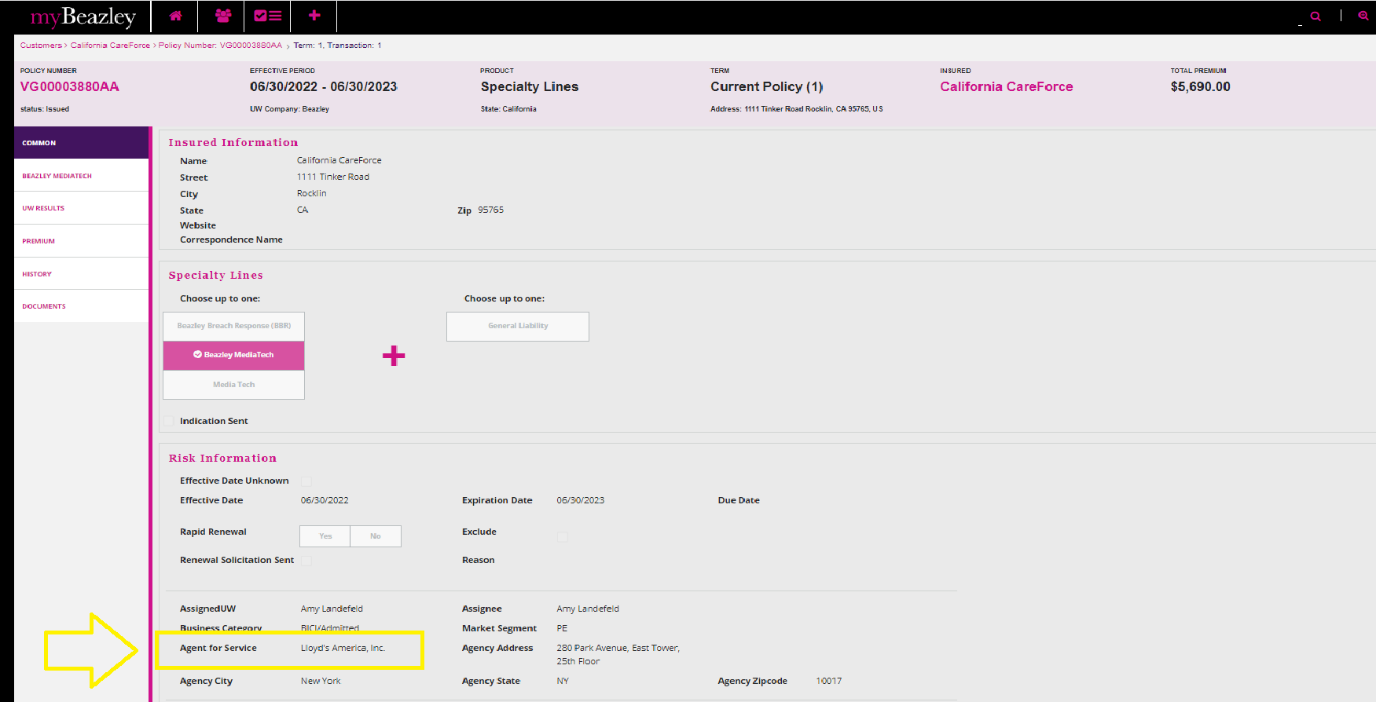 myBeazley
Customers > California CareForce > Policy Number: VG00003880AA > Term: 1, Transaction: 1
POLICY NUMBER EFFECTIVE PERIOD PRODUCT TERM INSURED TOTAL PREMIUM
VG00003880AA 06/30/2022 - 06/30/2023 Specialty Lines Current Policy (1) California CareForce $5,690.00
status: Issued UW Company: Beazley State: California Address: 1111 Tinker Road Rocklin, CA 95765, US
COMMON
BEAZLEY MEDIATECH
UW RESULTS
PREMIUM
HISTORY
DOCUMENTS
Insured Information
Name California CareForce
Street 1111 Tinker Road
City Rocklin
State CA Zip 95765
Website
Correspondence Name
Specialty Lines
Choose up to one: Choose up to one:
Beazley Breach Response (BBR) General Liability
Beazley MediaTech
Media Tech
Indication Sent
Risk Information
Effective Date Unknown
Effective Date 06/30/2022 Expiration Date 06/30/2023 Due Date
Rapid Renewal Yes No Exclude
Renewal Solicitation Sent Reason
AssignedUW Amy Landefeld Assignee Amy Landefeld
Business Category BICI/Admitted Market Segment PE
Agent for Service Lloyd's America, Inc. Agency Address 280 Park Avenue, East Tower,
25th Floor
Agency City New York Agency State NY Agency Zipcode 10017